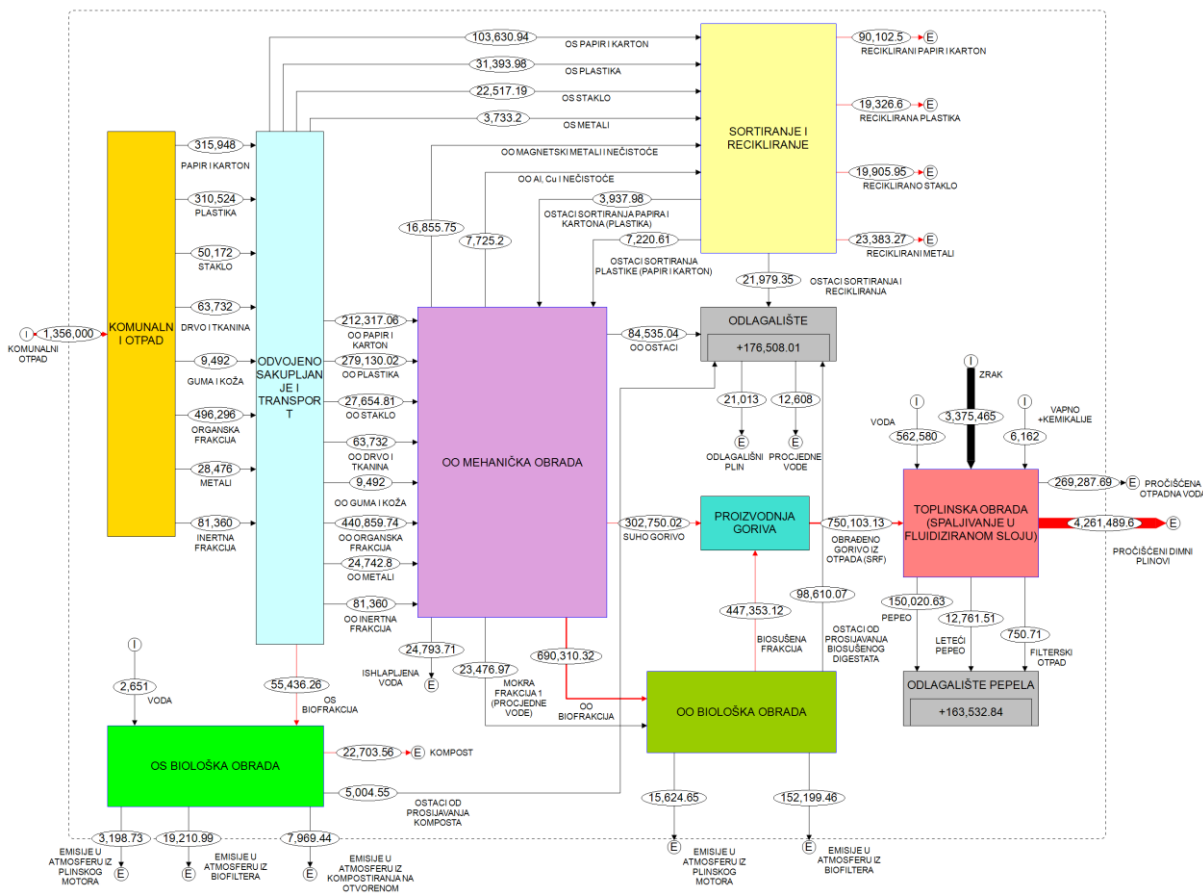 103,630.94
OS PAPIR I KARTON
31,393.98
OS PLASTIKA
22,517.19
OS STAKLO
3,733.2
OS METALI
OO MAGNETSKI METALI I NEČISTOĆE
16,855.75
OO Al, Cu I NEČISTOĆE
7,725.2
3,937.98
OSTACI SORTIRANJA PAPIRA I
KARTONA (PLASTIKA)
7,220.61
OSTACI SORTIRANJA
PLASTIKE (PAPIR I KARTON)
SORTIRANJE I
RECIKLIRANJE
90,102.5
E
RECIKLIRANI PAPIR I KARTON
19,326.6
E
RECIKLIRANA PLASTIKA
19,905.95
E
RECIKLIRANO STAKLO
23,383.27
E
RECIKLIRANI METALI
21,979.35
OSTACI SORTIRANJA I
RECIKLIRANJA
I
1,356,000
KOMUNALNI
OTPAD
KOMUNALN
I OTPAD
315,948
PAPIR I KARTON
310,524
PLASTIKA
50,172
STAKLO
63,732
DRVO I TKANINA
9,492
GUMA I KOŽA
496,296
ORGANSKA
FRAKCIJA
28,476
METALI
81,360
INERTNA
FRAKCIJA
ODVOJENO
SAKUPLJAN
JE I
TRANSPOR
T
212,317.06
OO PAPIR I
KARTON
279,130.02
OO PLASTIKA
27,654.81
OO STAKLO
63,732
OO DRVO I
TKANINA
9,492
OO GUMA I KOŽA
440,859.74
OO ORGANSKA
FRAKCIJA
24,742.8
OO METALI
81,360
OO INERTNA
FRAKCIJA
OO MEHANIČKA OBRADA
84,535.04
OO OSTACI
ODLAGALIŠTE
+176,508.01
21,013
E
ODLAGALIŠNI
PLIN
12,608
E
PROCJEDNE
VODE
302,750.02
SUHO GORIVO
PROIZVODNJA
GORIVA
750,103.13
OBRAĐENO
GORIVO IZ
OTPADA (SRF)
I
VODA
562,580
I
ZRAK
3,375,465
I
VAPNO
+KEMIKALIJE
6,162
TOPLINSKA OBRADA
(SPALJIVANJE U
FLUIDIZIRANOM SLOJU)
269,287.69
E
PROČIŠĆENA
OTPADNA VODA
4,261,489.6
E
PROČIŠĆENI DIMNI
PLINOVI
150,020.63
PEPEO
12,761.51
LETEĆI
PEPEO
750.71
FILTERSKI
OTPAD
ODLAGALIŠTE PEPELA
+163,532.84
447,353.12
BIOSUŠENA
FRAKCIJA
98,610.07
OSTACI OD
PROSIJAVANJA
BIOSUŠENOG
DIGESTATA
24,793.71
ISHLAPLJENA
VODA
E
23,476.97
MOKRA
FRAKCIJA 1
(PROCJEDNE
VODE)
690,310.32
OO
BIOFRAKCIJA
OO BIOLOŠKA OBRADA
15,624.65
E
EMISIJE U
ATMOSFERU IZ
PLINSKOG
MOTORA
152,199.46
E
EMISIJE U
ATMOSFERU IZ
BIOFILTERA
I
2,651
VODA
55,436.26
OS
BIOFRAKCIJA
OS BIOLOŠKA OBRADA
22,703.56
E
KOMPOST
5,004.55
OSTACI OD
PROSIJAVANJA
KOMPOSTA
3,198.73
E
EMISIJE U
ATMOSFERU IZ
PLINSKOG
MOTORA
19,210.99
E
EMISIJE U
ATMOSFERU IZ
BIOFILTERA
7,969.44
E
EMISIJE U
ATMOSFERU IZ
KOMPOSTIRANJA NA
OTVORENOM